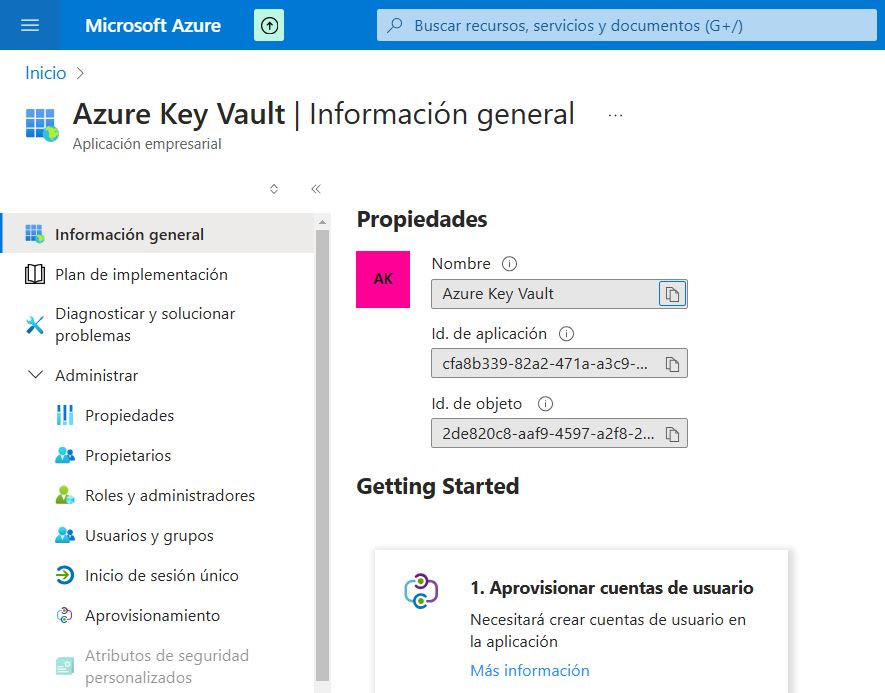 Microsoft Azure
Buscar recursos, servicios y documentos (G+/)
Inicio
Azure Key Vault | Información general
...
Aplicación empresarial
Información general
Plan de implementación
Diagnosticar y solucionar
problemas
Administrar
Propiedades
Propietarios
Roles y administradores
Usuarios y grupos
Inicio de sesión único
Aprovisionamiento
Atributos de seguridad
personalizados
Propiedades
AK
Nombre
Azure Key Vault
Id. de aplicación
cfa8b339-82a2-471a-a3c9-...
Id. de objeto
2de820c8-aaf9-4597-a2f8-2...
Getting Started
1. Aprovisionar cuentas de usuario
Necesitará crear cuentas de usuario en
la aplicación
Más información